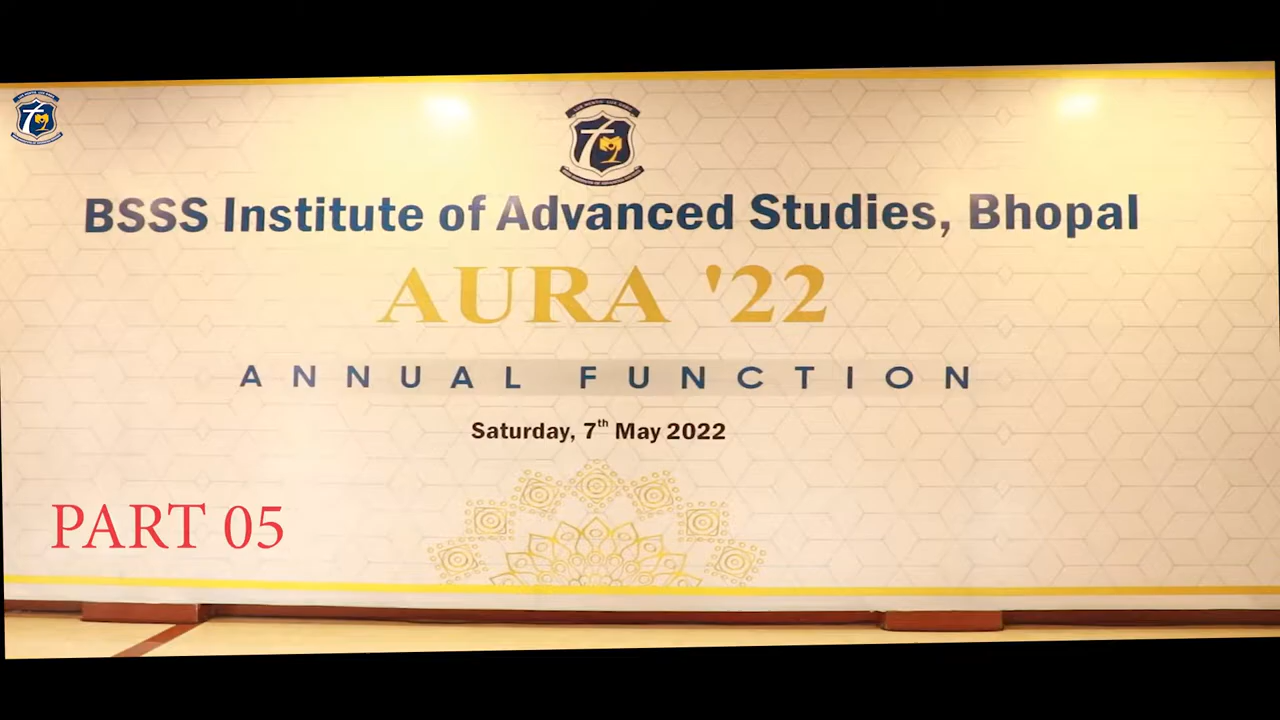 BSSS Institute of Advanced Studies, Bhopal
AURA '22
ANNUAL FUNCTION
Saturday, 7th May 2022
PART 05